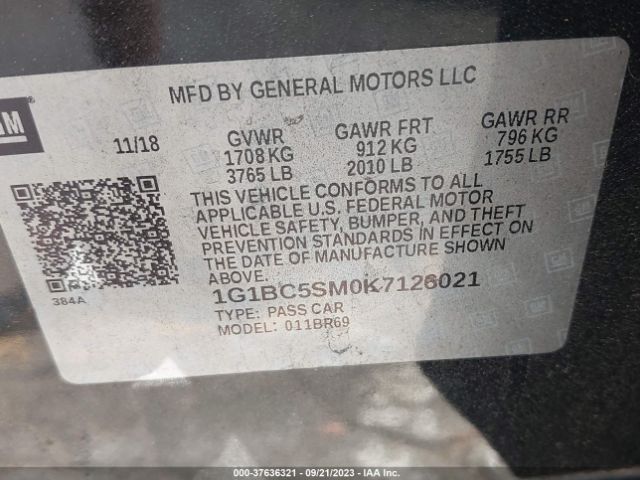 MFD BY GENERAL MOTORS LLC
GM
11/18 GVWR GAWR FRT GAWR RR
1708 KG 912 KG 796 KG
3765 LB 2010 LB 1755 LB
THIS VEHICLE CONFORMS TO ALL
APPLICABLE U.S. FEDERAL MOTOR
VEHICLE SAFETY, BUMPER, AND THEFT
PREVENTION STANDARDS IN EFFECT ON
THE DATE OF MANUFACTURE SHOWN
ABOVE.
384A
1G1BC5SM0K7126021
TYPE: PASS CAR
MODEL: 011BR69
000-37636321 / 09/21/2023 / IAA Inc.